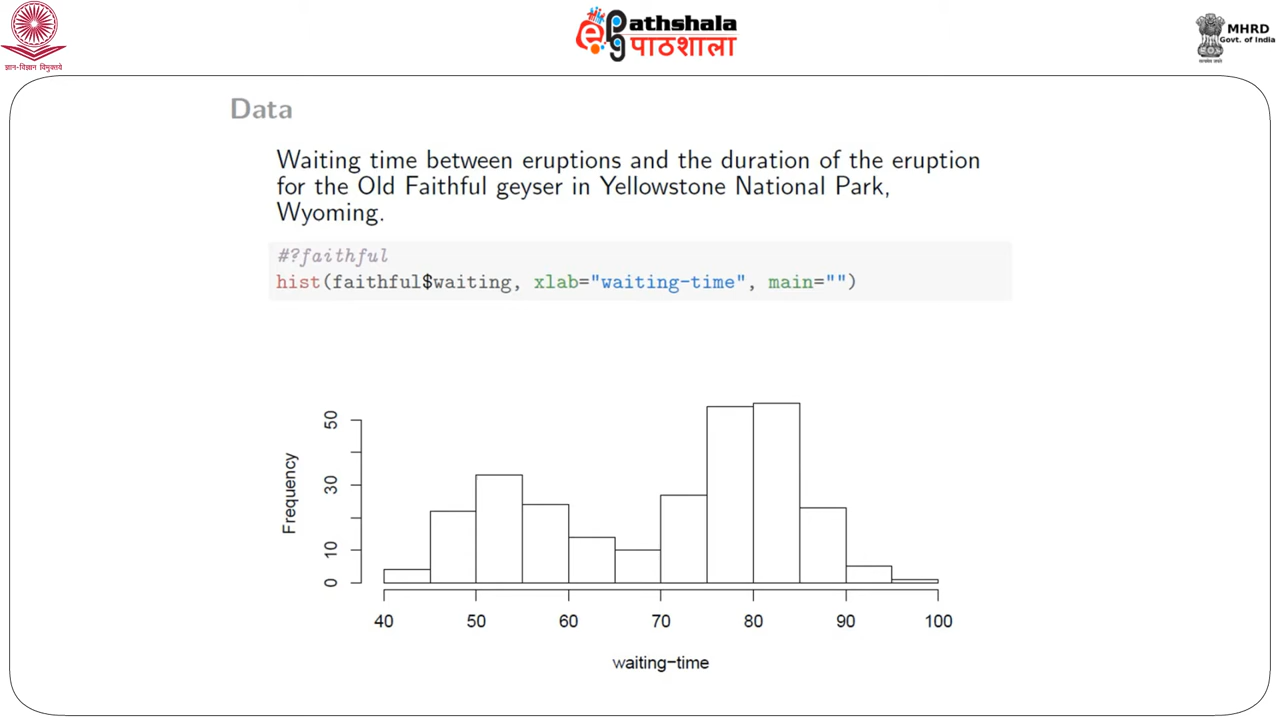 ज्ञान-विज्ञान विमुक्तये
ePathshala
पाठशाला
MHRD
Govt. of India
Data
Waiting time between eruptions and the duration of the eruption
for the Old Faithful geyser in Yellowstone National Park,
Wyoming.
#?faithful
hist(faithful$waiting, xlab="waiting-time", main="")
Frequency
50
30
10
0
40 50 60 70 80 90 100
waiting-time